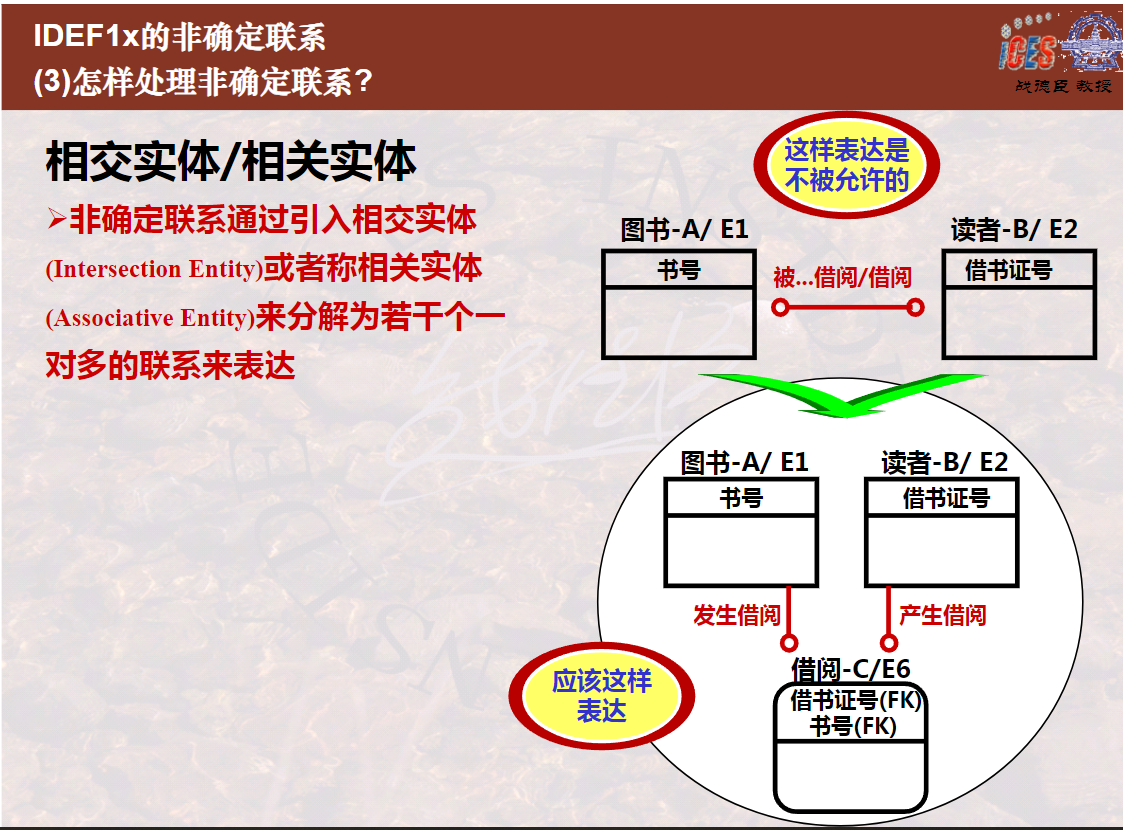 IDEF1x的非确定联系
(3)怎样处理非确定联系?
iCES
战德臣 教授
相交实体/相关实体
➢非确定联系通过引入相交实体
(Intersection Entity)或者称相关实体
(Associative Entity)来分解为若干个一
对多的联系来表达
这样表达是
不被允许的
图书-A/ E1
读者-B/ E2
书号
借书证号
被...借阅/借阅
图书-A/ E1
读者-B/ E2
书号
借书证号
发生借阅
产生借阅
应该这样
表达
借阅-C/E6
借书证号(FK)
书号(FK)